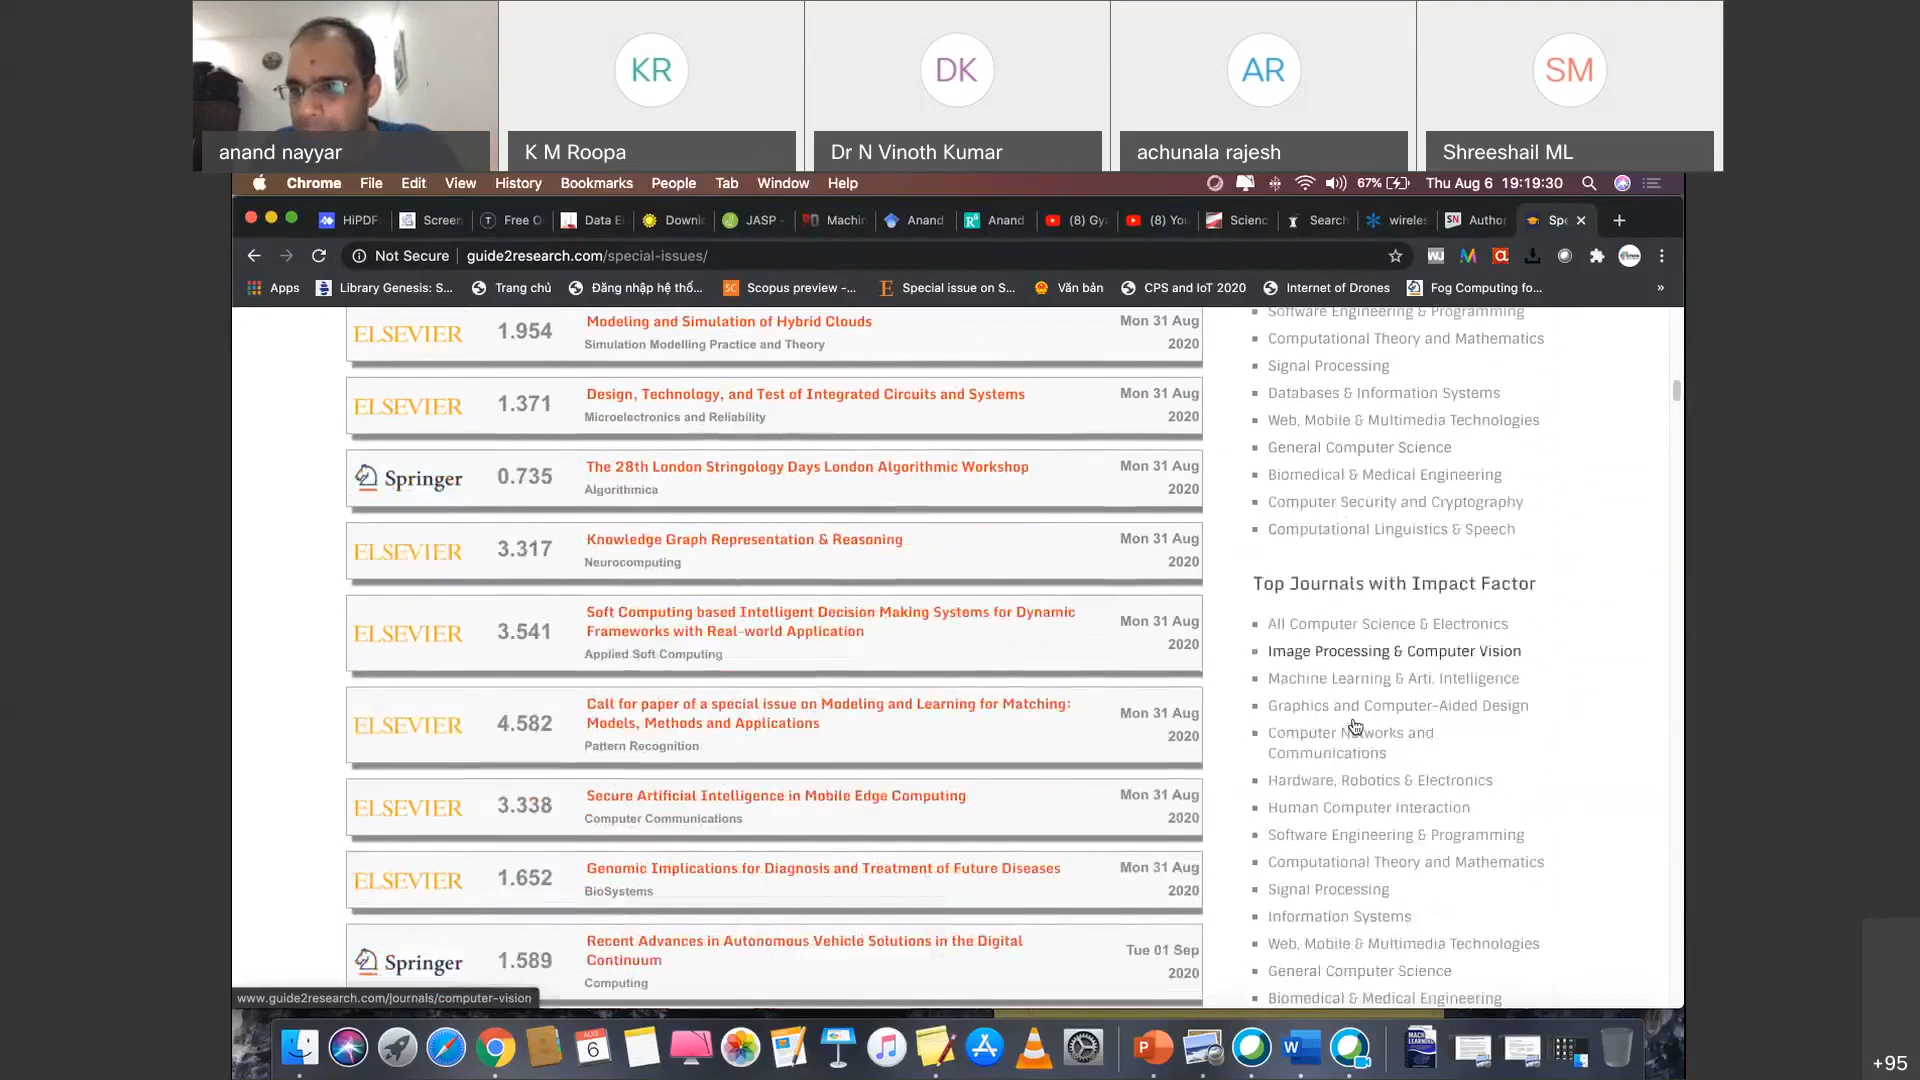 KR
DK
AR
SM
anand nayyar
K M Roopa
Dr N Vinoth Kumar
achunala rajesh
Shreeshail ML
Chrome File Edit View History Bookmarks People Tab Window Help
67% Thu Aug 6 19:19:30
HiPDF
Screen
Free O
Data E
Downl
JASP -
Machin
Anand
Anand
(8) Gy
(8) You
Scienc
Search
wireles
Author
Spe
Not Secure guide2research.com/special-issues/
Apps
Library Genesis: S...
Trang chủ
Đăng nhập hệ thố...
Scopus preview -...
Special issue on S...
Văn bản
CPS and IoT 2020
Internet of Drones
Fog Computing fo...
»
ELSEVIER 1.954 Modeling and Simulation of Hybrid Clouds Mon 31 Aug
Simulation Modelling Practice and Theory 2020
ELSEVIER 1.371 Design, Technology, and Test of Integrated Circuits and Systems Mon 31 Aug
Microelectronics and Reliability 2020
Springer 0.735 The 28th London Stringology Days London Algorithmic Workshop Mon 31 Aug
Algorithmica 2020
ELSEVIER 3.317 Knowledge Graph Representation & Reasoning Mon 31 Aug
Neurocomputing 2020
ELSEVIER 3.541 Soft Computing based Intelligent Decision Making Systems for Dynamic Mon 31 Aug
Frameworks with Real-world Application 2020
Applied Soft Computing
ELSEVIER 4.582 Call for paper of a special issue on Modeling and Learning for Matching: Mon 31 Aug
Models, Methods and Applications 2020
Pattern Recognition
ELSEVIER 3.338 Secure Artificial Intelligence in Mobile Edge Computing Mon 31 Aug
Computer Communications 2020
ELSEVIER 1.652 Genomic Implications for Diagnosis and Treatment of Future Diseases Mon 31 Aug
BioSystems 2020
Springer 1.589 Recent Advances in Autonomous Vehicle Solutions in the Digital Tue 01 Sep
Continuum 2020
Computing
Software Engineering & Programming
Computational Theory and Mathematics
Signal Processing
Databases & Information Systems
Web, Mobile & Multimedia Technologies
General Computer Science
Biomedical & Medical Engineering
Computer Security and Cryptography
Computational Linguistics & Speech
Top Journals with Impact Factor
All Computer Science & Electronics
Image Processing & Computer Vision
Machine Learning & Arti. Intelligence
Graphics and Computer-Aided Design
Computer Networks and
Communications
Hardware, Robotics & Electronics
Human Computer Interaction
Software Engineering & Programming
Computational Theory and Mathematics
Signal Processing
Information Systems
Web, Mobile & Multimedia Technologies
General Computer Science
Biomedical & Medical Engineering
www.guide2research.com/journals/computer-vision
AUG
6
P
W
+95